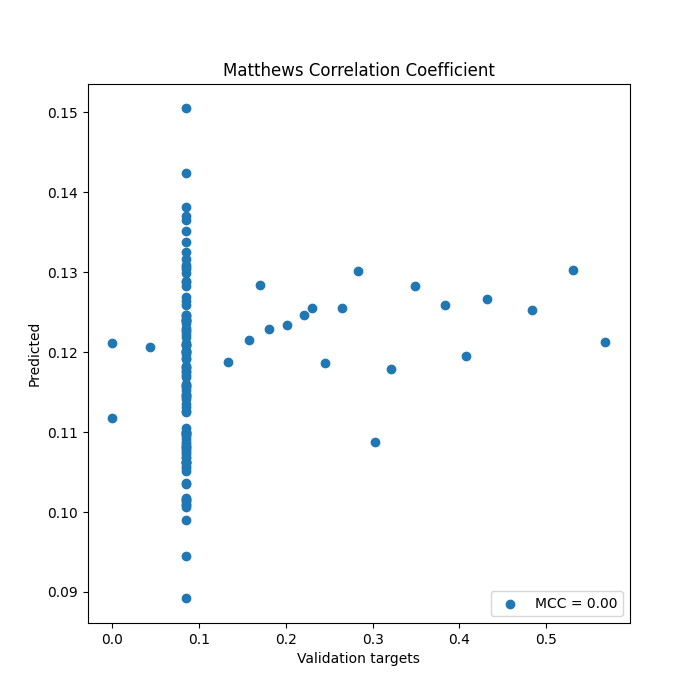 Matthews Correlation Coefficient
0.15
0.14
0.13
0.12
0.11
0.10
0.09
Predicted
MCC = 0.00
0.0 0.1 0.2 0.3 0.4 0.5
Validation targets